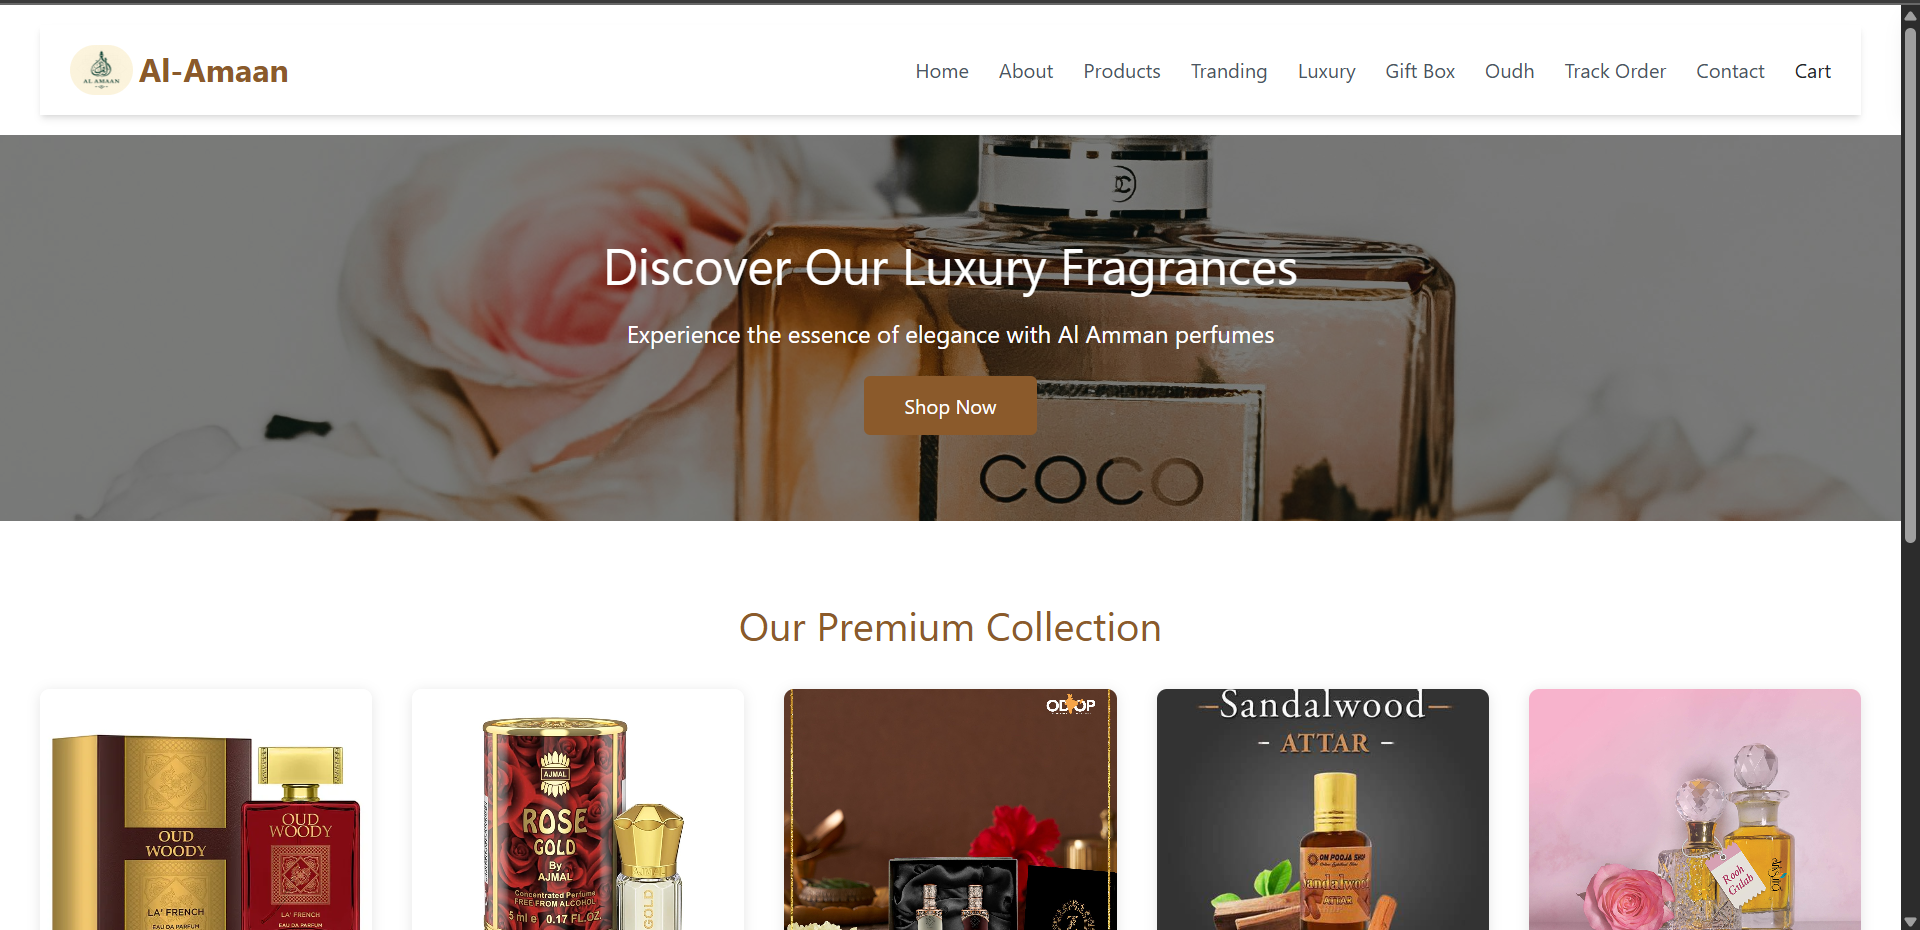 AL AMAAN
Al-Amaan
Home
About
Products
Tranding
Luxury
Gift Box
Oudh
Track Order
Contact
Cart
Discover Our Luxury Fragrances
Experience the essence of elegance with Al Amman perfumes
Shop Now
COCO
Our Premium Collection
OUD
WOODY
LA' FRENCH
EAU DA PARFUM
OUD
WOODY
LA' FRENCH
EAU DA PARFUM
AJMAL
ROSE
GOLD
By
AJMAL
Concentrated Perfume
FREE FROM ALCOHOL
5 ml e 0.17 FL.OZ.
AJMAL
GOLD
ODOP
Sandalwood
- ATTAR -
OM POOJA SHOP
Sandalwood
ATTAR
Rooh
Gulab